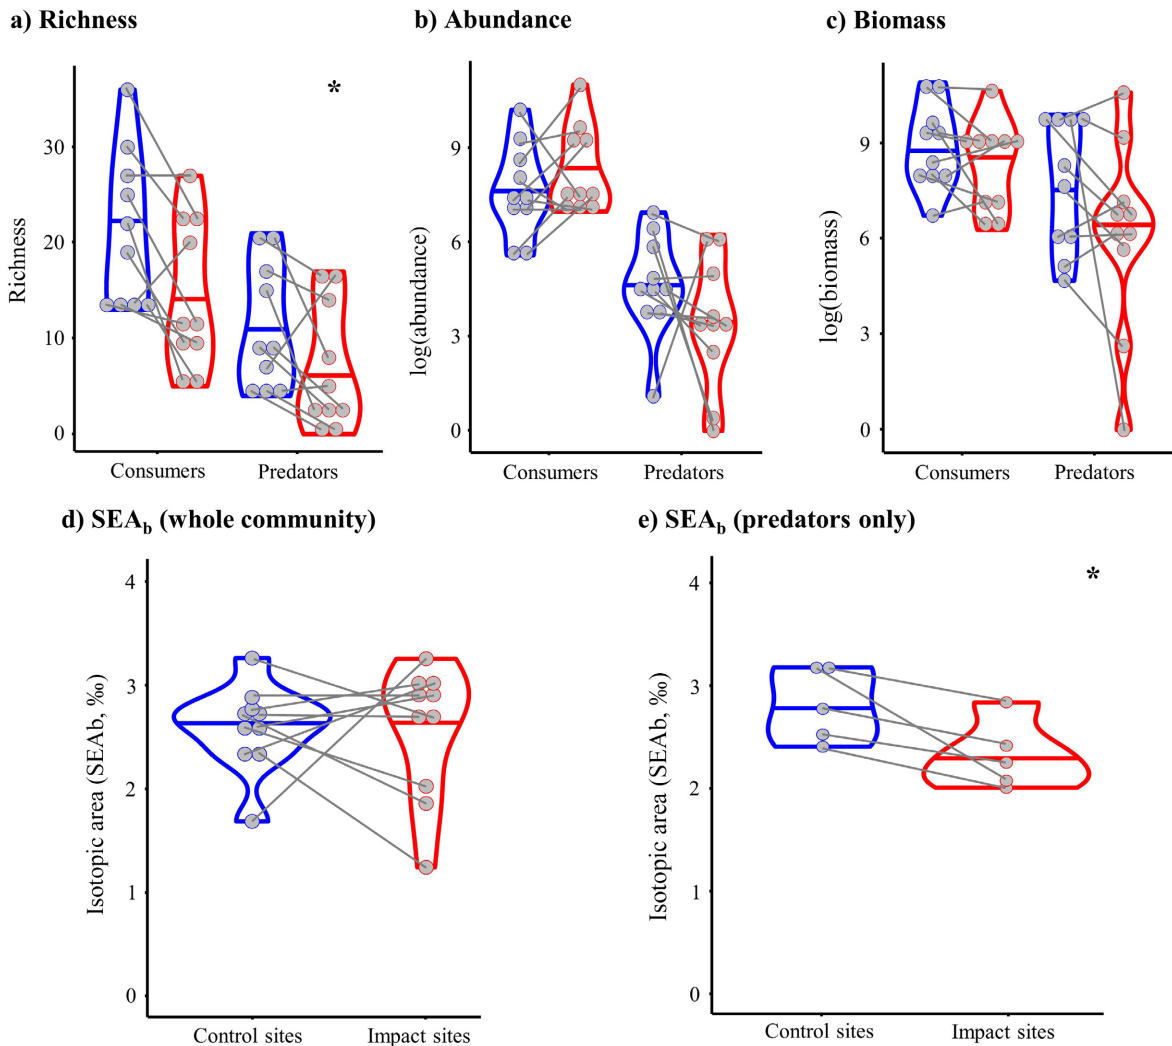 a) Richness
b) Abundance
c) Biomass
Richness
30
20
10
0
*
Consumers
Predators
log(abundance)
9
6
3
0
Consumers
Predators
log(biomass)
9
6
3
0
Consumers
Predators
d) SEAb (whole community)
e) SEAb (predators only)
Isotopic area (SEAb, ‰)
4
3
2
1
0
Control sites
Impact sites
Isotopic area (SEAb, ‰)
4
3
2
1
0
*
Control sites
Impact sites